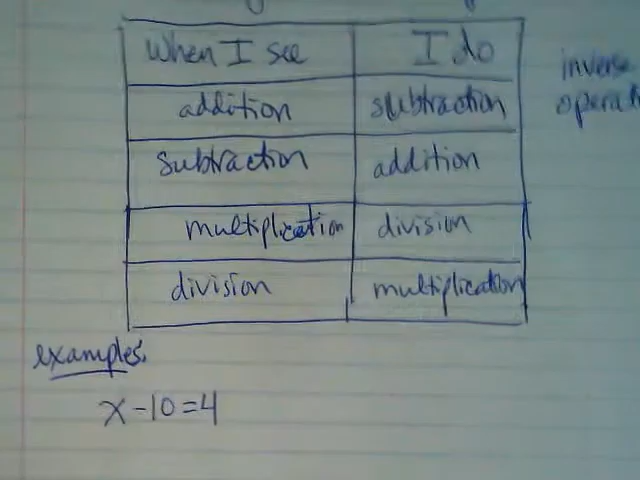 When I see I do
addition subtraction
subtraction addition
multiplication division
division multiplication
inverse
examples:
x-10=4